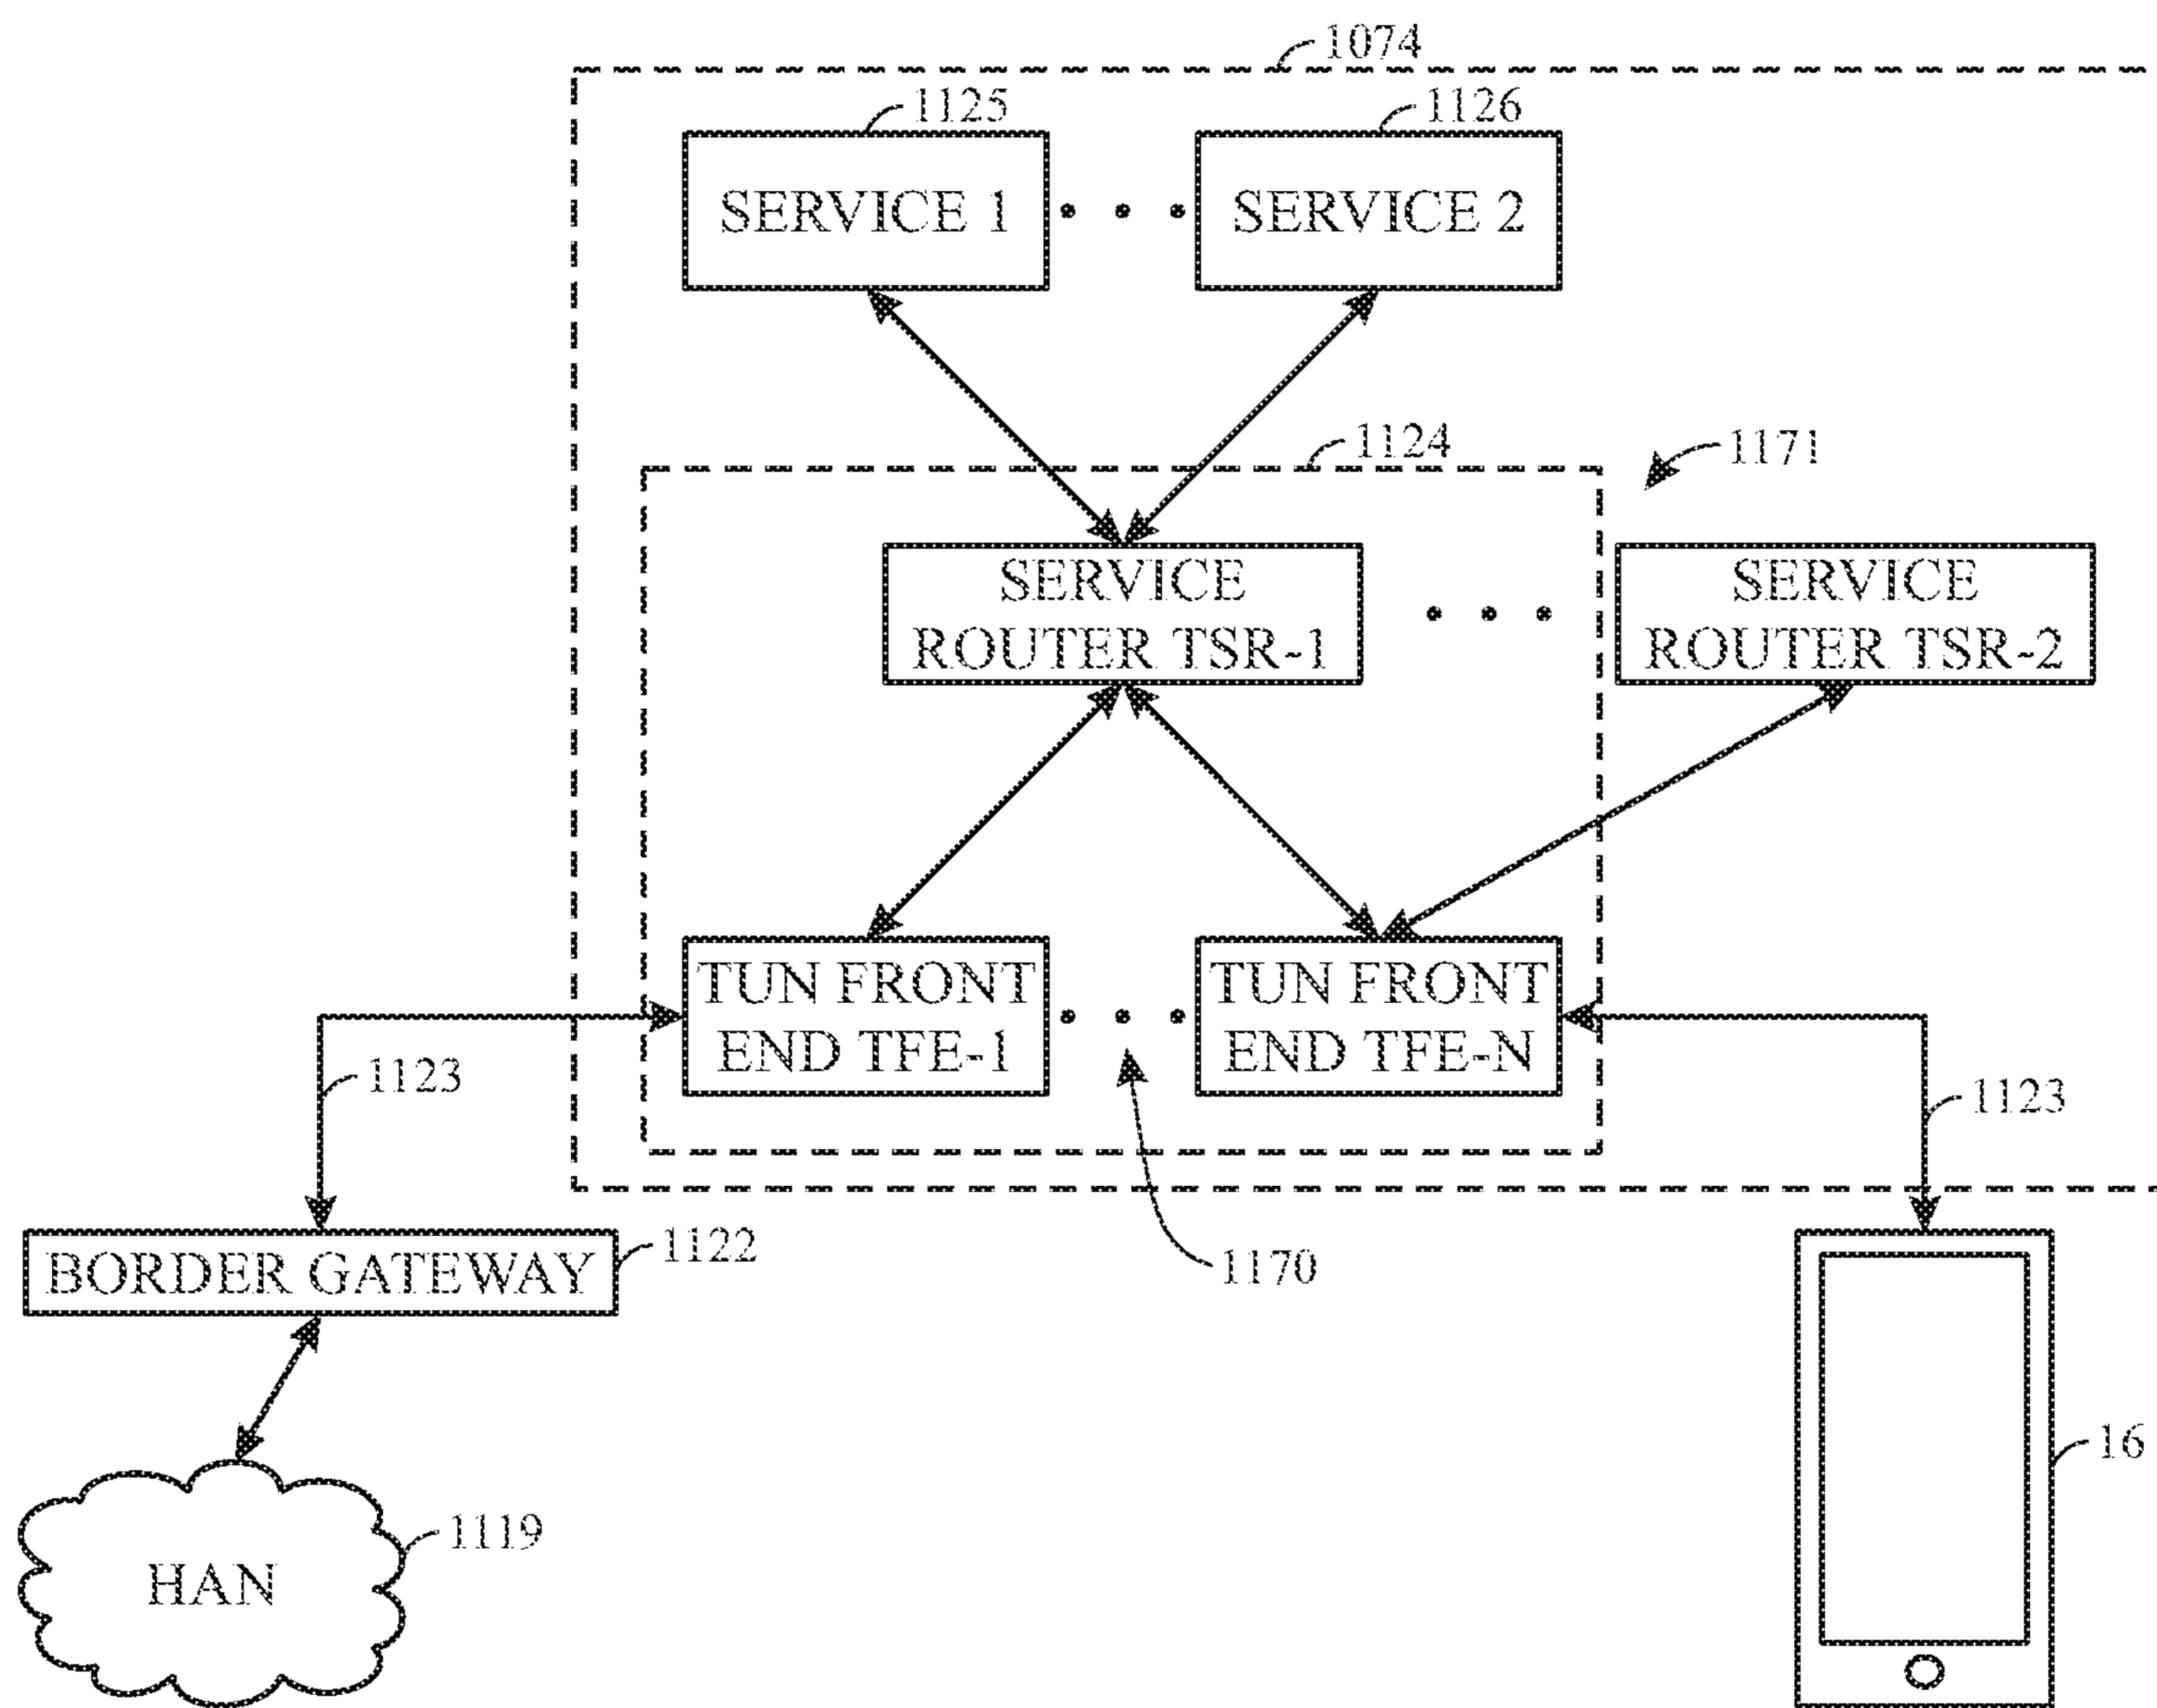 1074
1125
1126
SERVICE 1
SERVICE 2
1124
1171
SERVICE
ROUTER TSR-1
SERVICE
ROUTER TSR-2
TUN FRONT
END TFE-1
TUN FRONT
END TFE-N
1123
1123
BORDER GATEWAY
1122
1170
16
1119
HAN